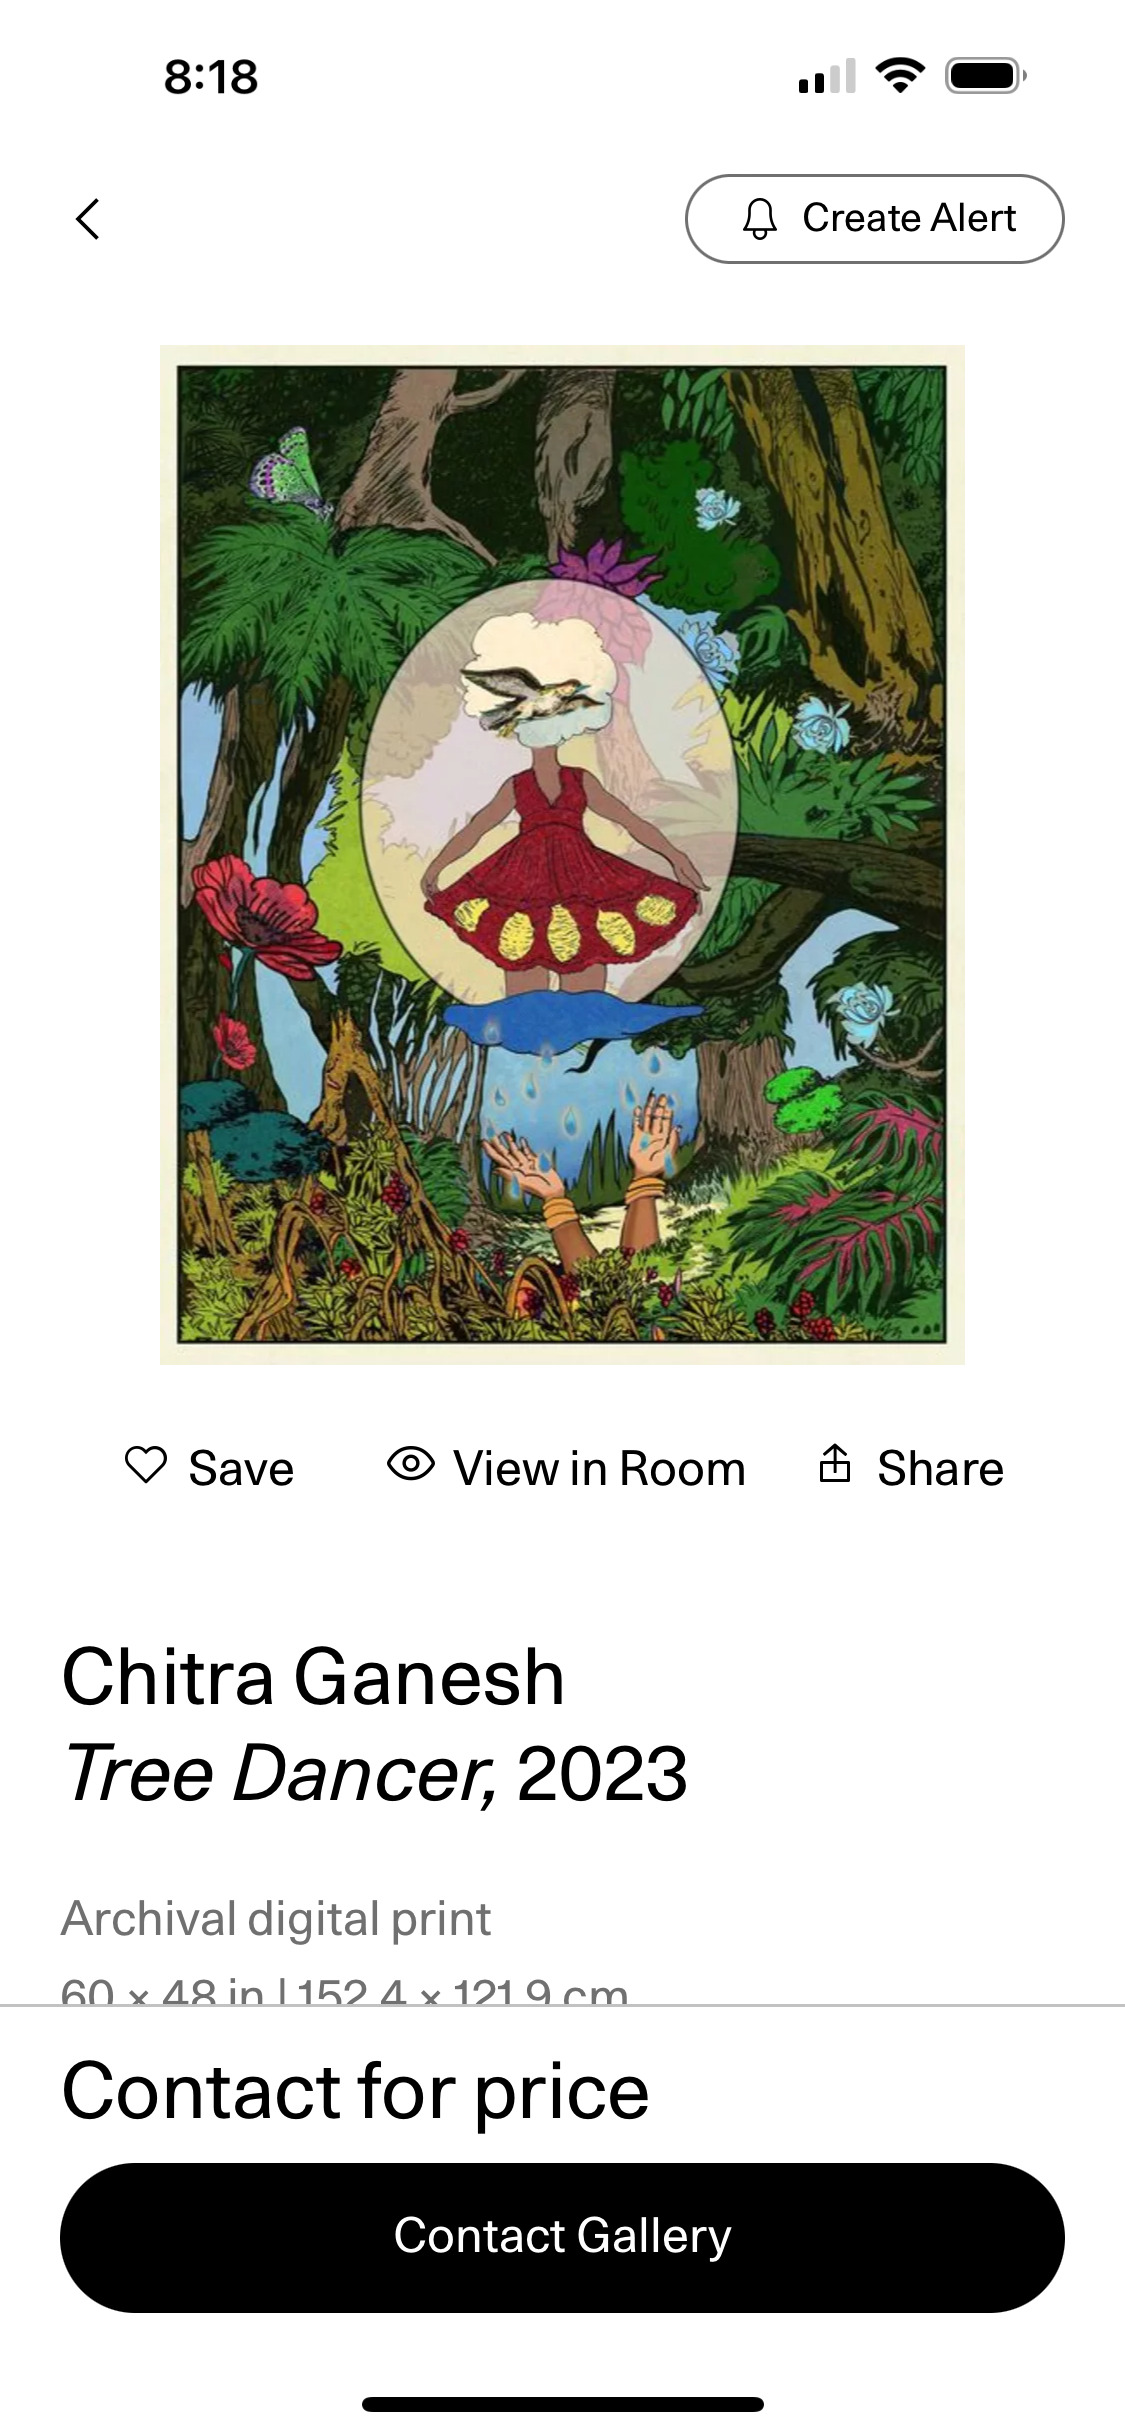 8:18
Create Alert
Save
View in Room
Share
Chitra Ganesh
Tree Dancer, 2023
Archival digital print
60 × 48 in | 152.4 × 121.9 cm
Contact for price
Contact Gallery